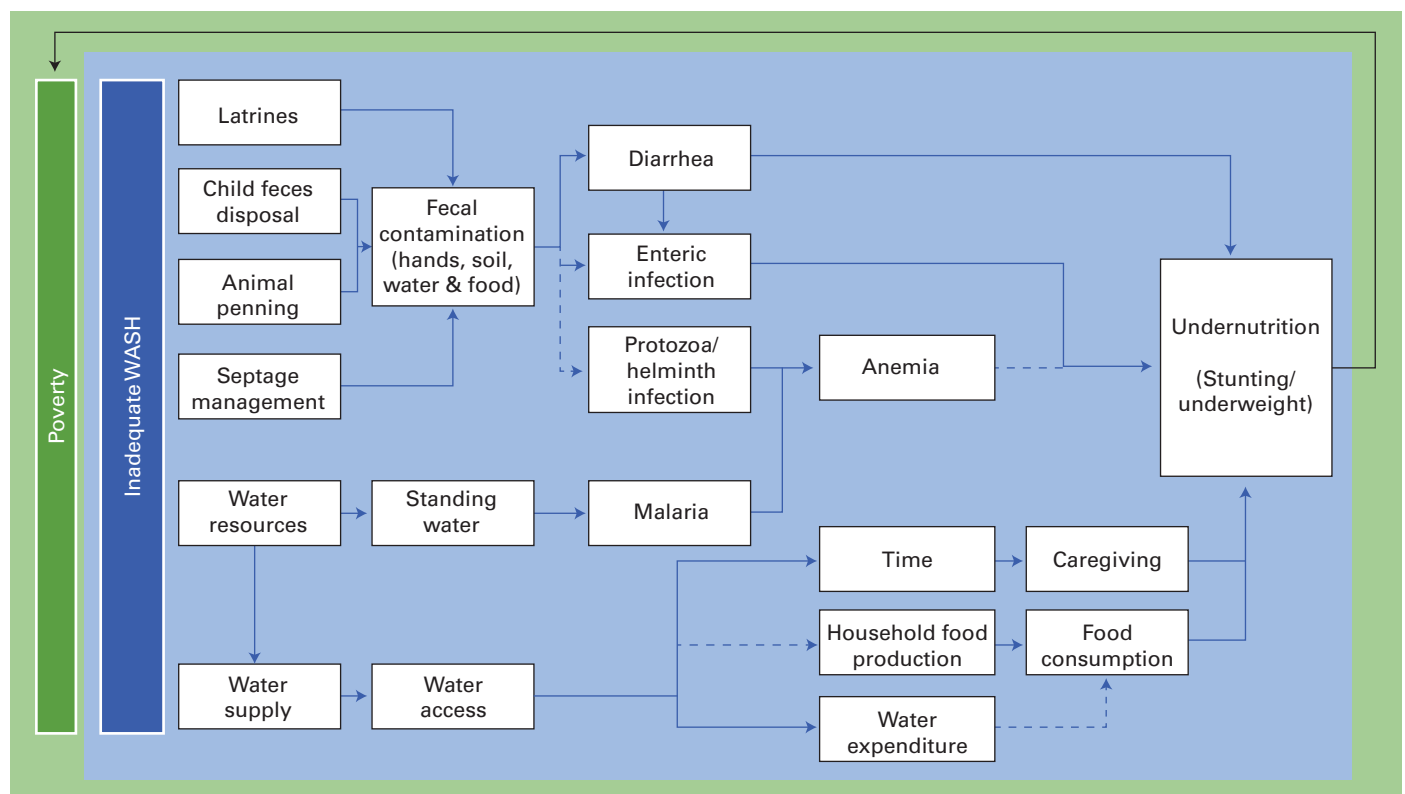 Poverty
Inadequate WASH
Latrines
Child feces
disposal
Animal
penning
Septage
management
Fecal
contamination
(hands, soil,
water & food)
Diarrhea
Enteric
infection
Protozoa/
helminth
infection
Anemia
Undernutrition
(Stunting/
underweight)
Water
resources
Standing
water
Malaria
Time
Caregiving
Household food
production
Food
consumption
Water
supply
Water
access
Water
expenditure